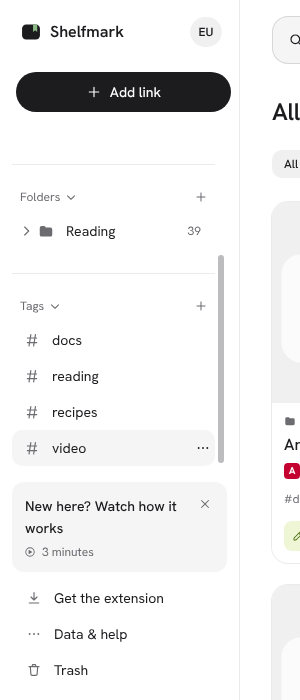 Shelfmark
EU
Add link
All
Folders
Reading
39
Tags
docs
reading
recipes
video
A
#d
New here? Watch how it
works
3 minutes
Get the extension
Data & help
Trash